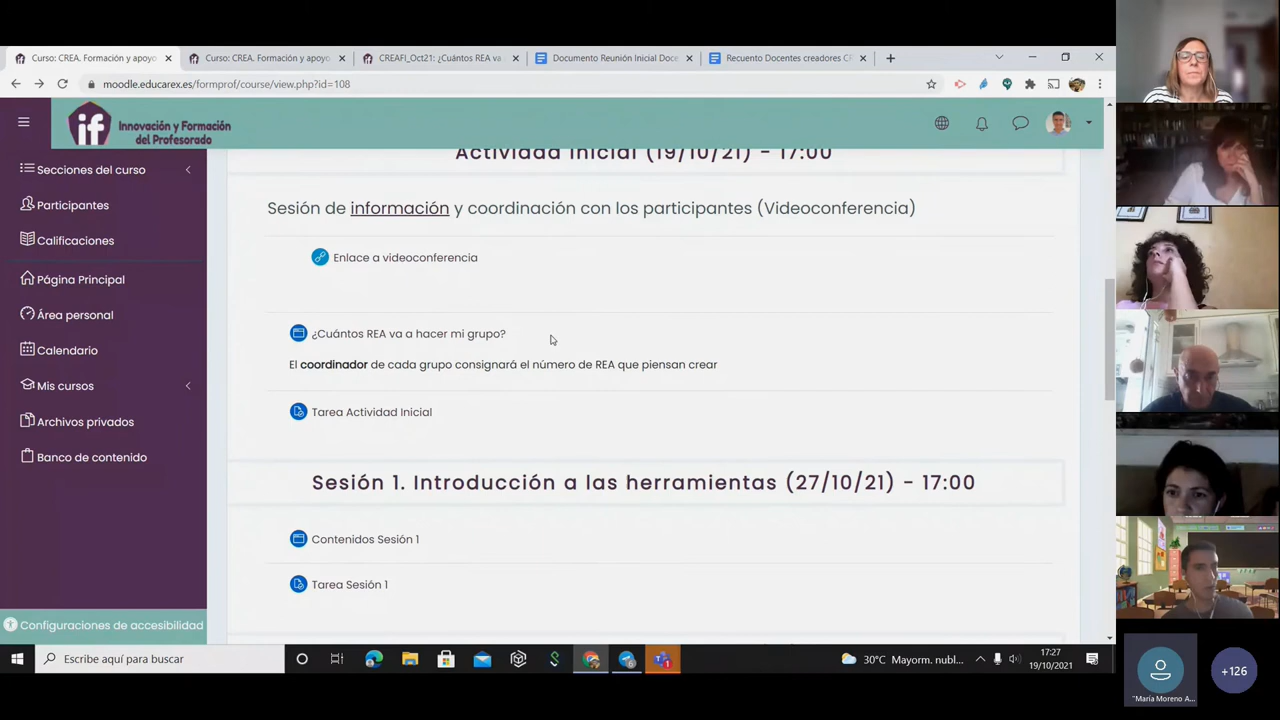 Curso: CREA. Formación y apoyo
Curso: CREA. Formación y apoyo
CREAFI_Oct21: ¿Cuántos REA va
Documento Reunión Inicial Doce
Recuento Docentes creadores CF
moodle.educarex.es/formprof/course/view.php?id=108
if Innovación y Formación
del Profesorado
Secciones del curso
Participantes
Calificaciones
Página Principal
Área personal
Calendario
Mis cursos
Archivos privados
Banco de contenido
Configuraciones de accesibilidad
Actividad Inicial (19/10/21) - 17:00
Sesión de información y coordinación con los participantes (Videoconferencia)
Enlace a videoconferencia
¿Cuántos REA va a hacer mi grupo?
El coordinador de cada grupo consignará el número de REA que piensan crear
Tarea Actividad Inicial
Sesión 1. Introducción a las herramientas (27/10/21) - 17:00
Contenidos Sesión 1
Tarea Sesión 1
Escribe aquí para buscar
30°C Mayorm. nubl...
17:27
19/10/2021
"María Moreno A...
+126